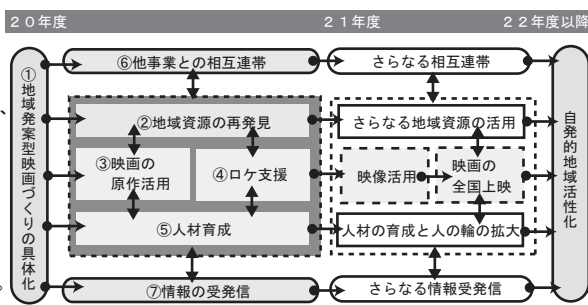 20年度
21年度
22年度以降
①地域発案型映画づくりの具体化
⑥他事業との相互連帯
さらなる相互連帯
②地域資源の再発見
さらなる地域資源の活用
③映画の
原作活用
④ロケ支援
映像活用
映画の
全国上映
⑤人材育成
人材の育成と人の輪の拡大
⑦情報の受発信
さらなる情報受発信
自発的地域活性化
、
。